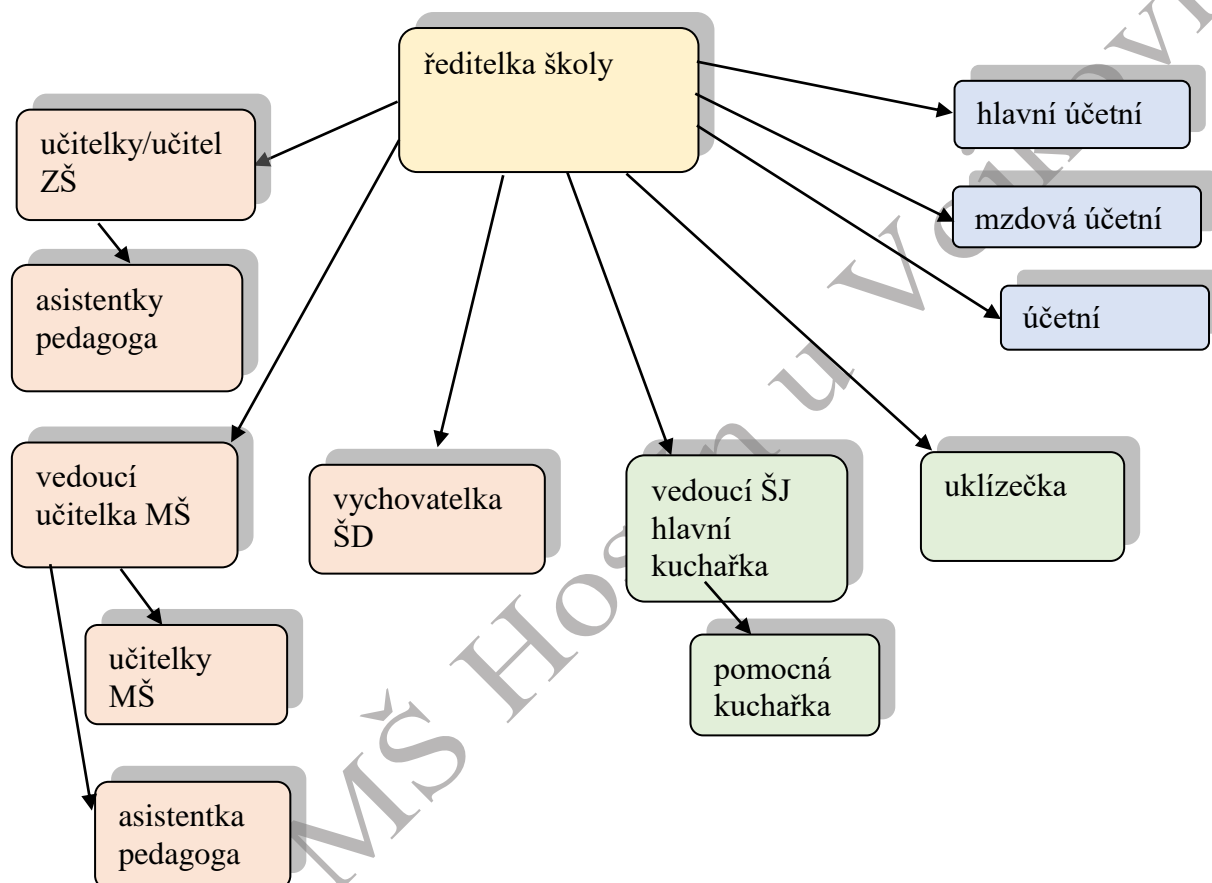 ředitelka školy
hlavní účetní
učitelky/učitel
ZŠ
mzdová účetní
asistentky
pedagoga
účetní
vedoucí
učitelka MŠ
vychovatelka
ŠD
vedoucí ŠJ
hlavní
kuchařka
uklízečka
učitelky
MŠ
pomocná
kuchařka
asistentka
pedagoga